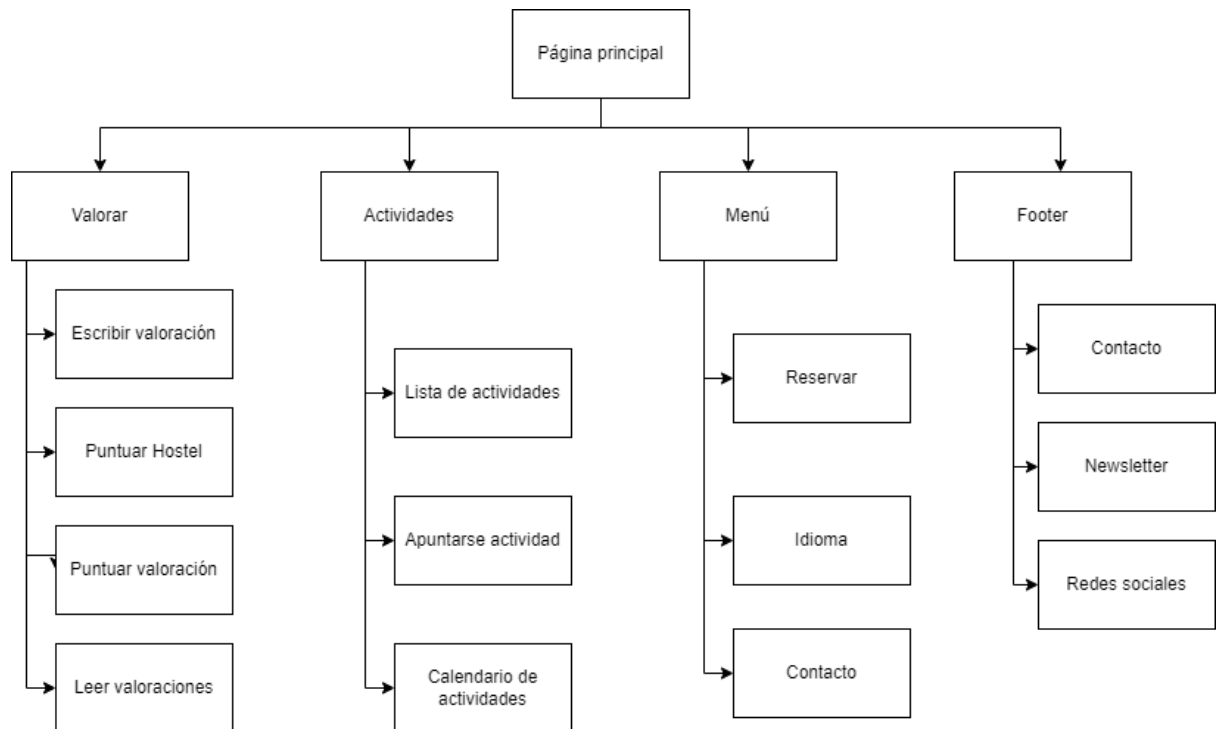 Página principal
Valorar
Actividades
Menú
Footer
Escribir valoración
Puntuar Hostel
Puntuar valoración
Leer valoraciones
Lista de actividades
Apuntarse actividad
Calendario de
actividades
Reservar
Idioma
Contacto
Contacto
Newsletter
Redes sociales